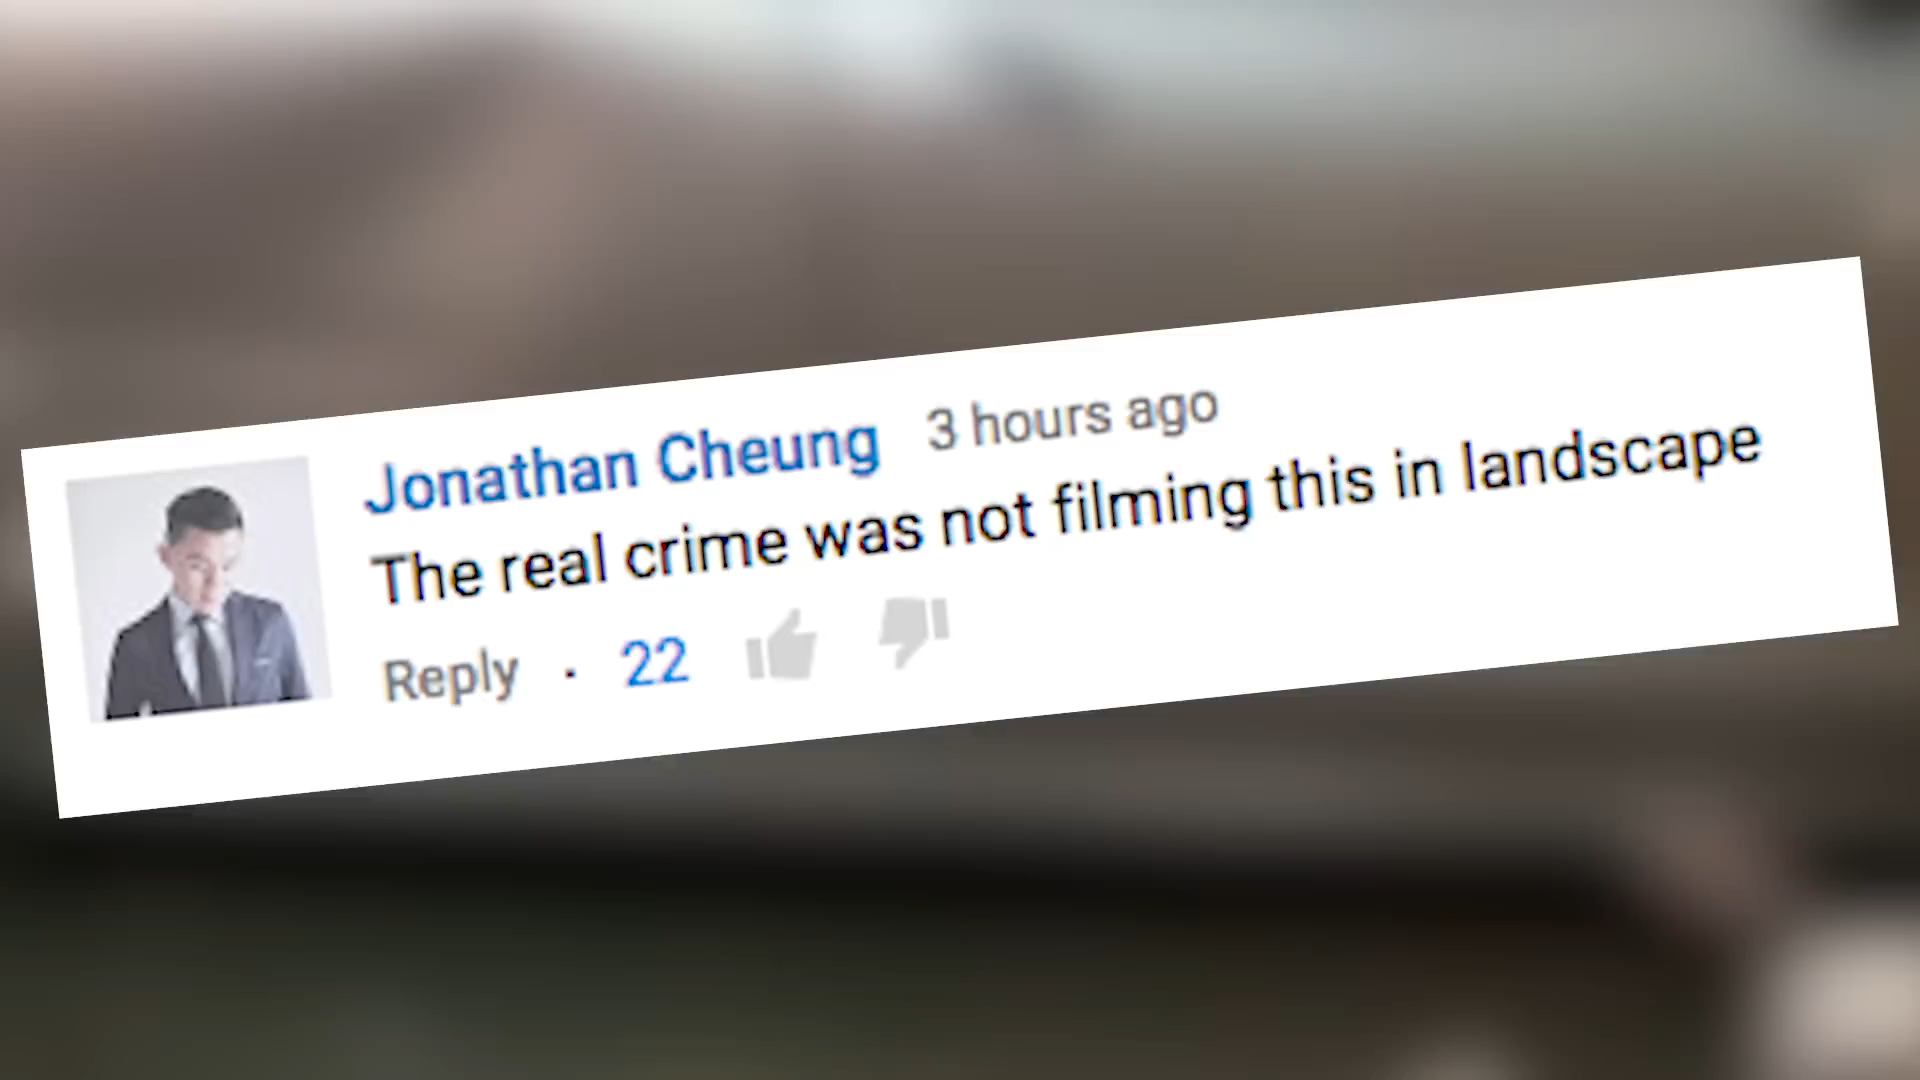 Jonathan Cheung 3 hours ago
The real crime was not filming this in landscape
Reply · 22